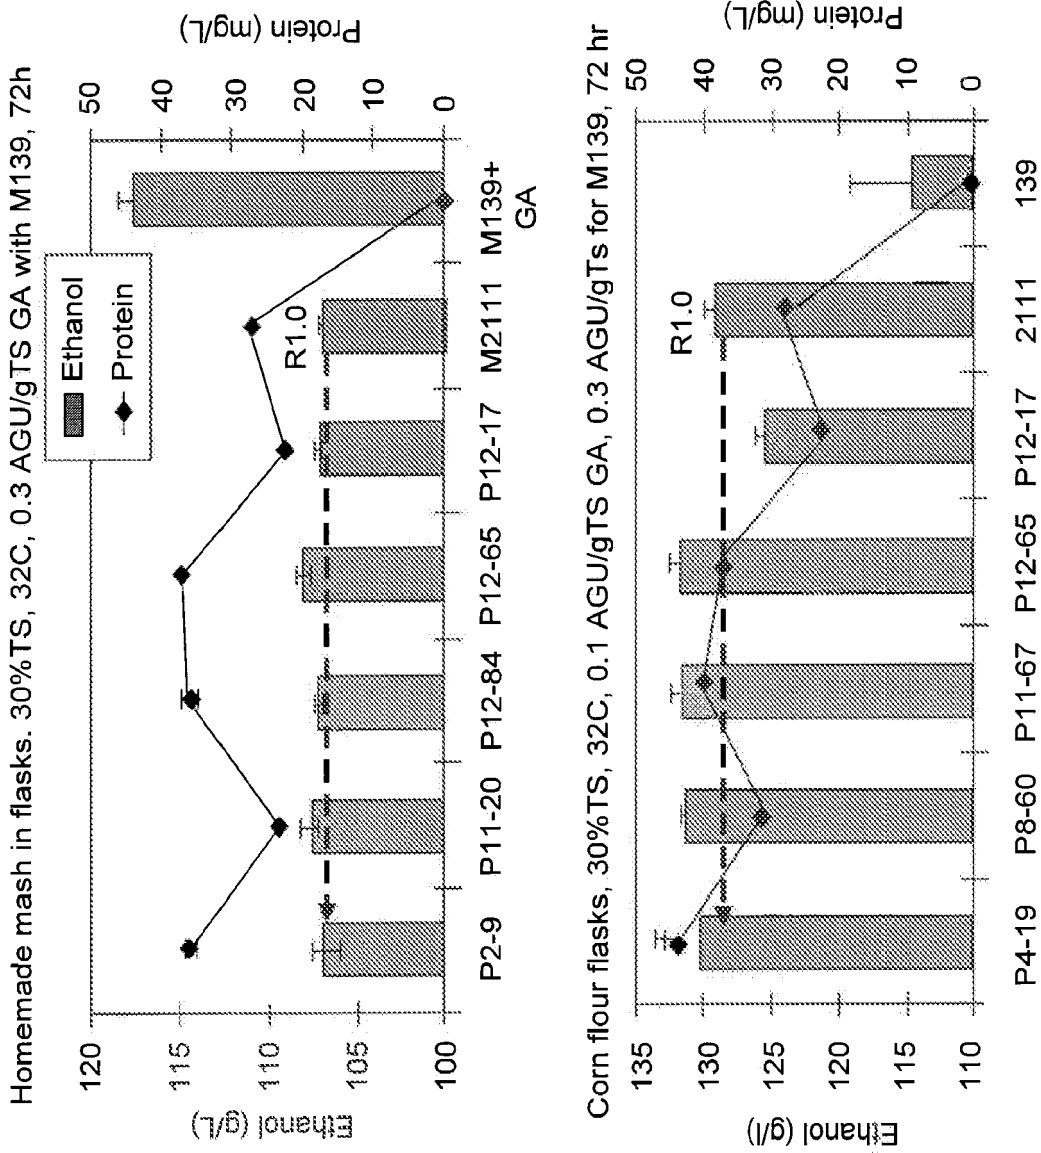 Homemade mash in flasks. 30%TS, 32C, 0.3 AGU/gTS GA with M139, 72h
Ethanol
Protein
Ethanol (g/L)
120
115
110
105
100
Protein (mg/L)
50
40
30
20
10
0
R1.0
P2-9
P11-20
P12-84
P12-65
P12-17
M2111
M139+
GA
Corn flour flasks, 30%TS, 32C, 0.1 AGU/gTS GA, 0.3 AGU/gTs for M139, 72 hr
Ethanol (g/l)
135
130
125
120
115
110
Protein (mg/L)
50
40
30
20
10
0
R1.0
P4-19
P8-60
P111-67
P12-65
P12-17
2111
139